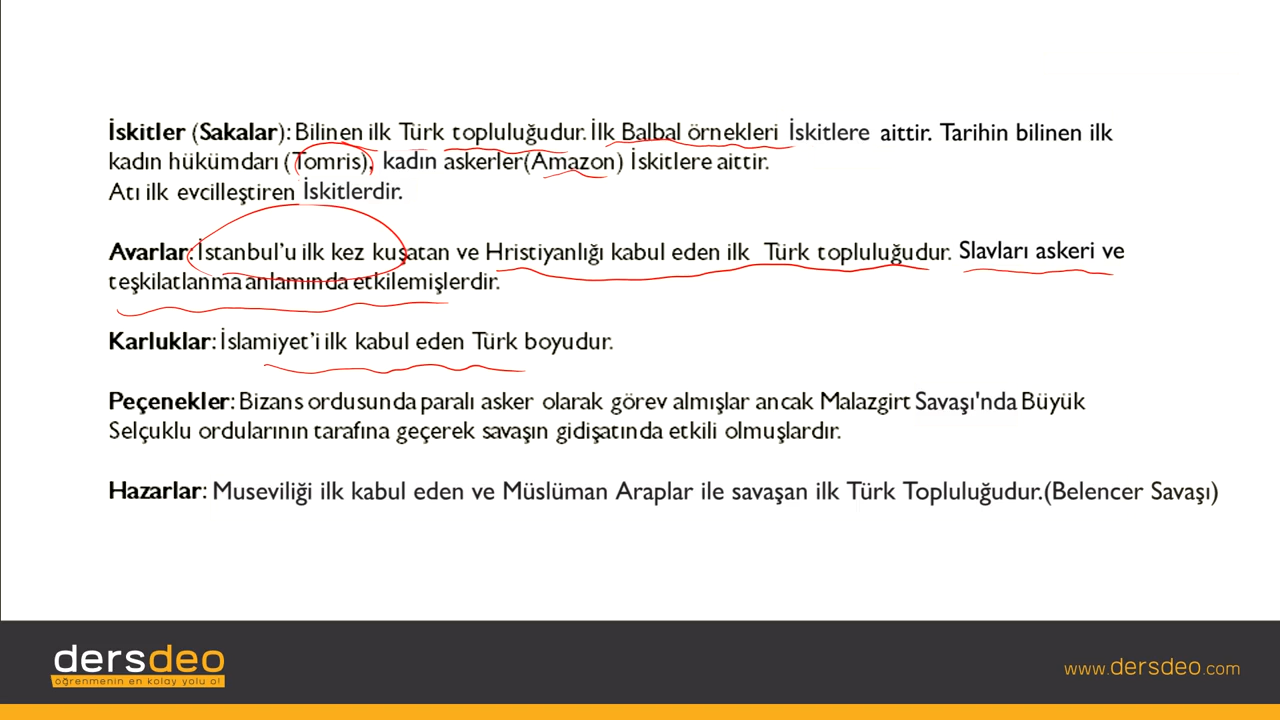 İskitler (Sakalar): Bilinen ilk Türk topluluğudur. İlk Balbal örnekleri İskitlere aittir. Tarihin bilinen ilk
kadın hükümdarı (Tomris), kadın askerler(Amazon) İskitlere aittir.
Atı ilk evcilleştiren İskitlerdir.
Avarlar: İstanbul'u ilk kez kuşatan ve Hristiyanlığı kabul eden ilk Türk topluluğudur. Slavları askeri ve
teşkilatlanma anlamında etkilemişlerdir.
Karluklar: İslamiyet'i ilk kabul eden Türk boyudur.
Peçenekler: Bizans ordusunda paralı asker olarak görev almışlar ancak Malazgirt Savaşı'nda Büyük
Selçuklu ordularının tarafına geçerek savaşın gidişatında etkili olmuşlardır.
Hazarlar: Museviliği ilk kabul eden ve Müslüman Araplar ile savaşan ilk Türk Topluluğudur.(Belencer Savaşı)
dersdeo
öğrenmenin en kolay yolu o!
www.dersdeo.com